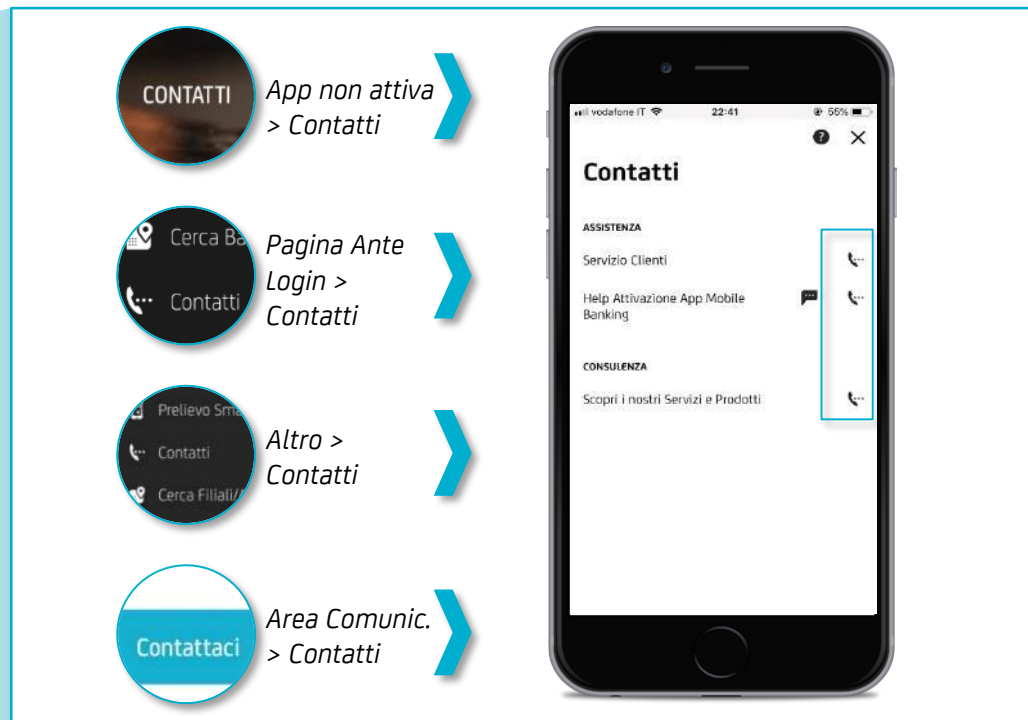 CONTATTI
App non attiva
> Contatti
Cerca Ba
Contatti
Pagina Ante
Login >
Contatti
Prelievo Sma
Contatti
Cerca Filiali/
Altro >
Contatti
Contattaci
Area Comunic.
> Contatti
vodafone IT
22:41
55%
?
Contatti
ASSISTENZA
Servizio Clienti
Help Attivazione App Mobile
Banking
CONSULENZA
Scopri i nostri Servizi e Prodotti